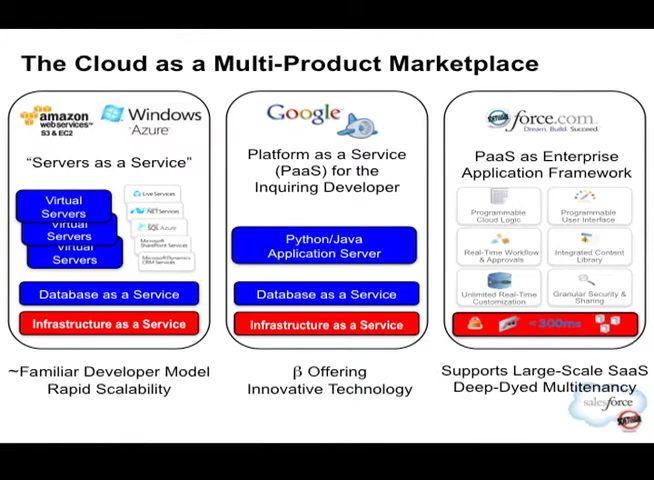 The Cloud as a Multi-Product Marketplace
amazon
webservices™
S3 & EC2
Windows
Azure™
"Servers as a Service"
Virtual
Servers
Virtual
Servers
Virtual
Servers
Live Services
.NET Services
SQL Azure
Microsoft
SharePoint Services
Microsoft Dynamics
CRM Services
Database as a Service
Infrastructure as a Service
~Familiar Developer Model
Rapid Scalability
Google
Platform as a Service
(PaaS) for the
Inquiring Developer
Python/Java
Application Server
Database as a Service
Infrastructure as a Service
β Offering
Innovative Technology
force.com™
Dream. Build. Succeed.
PaaS as Enterprise
Application Framework
Programmable
Cloud Logic
Programmable
User Interface
Real-Time Workflow
& Approvals
Integrated Content
Library
Unlimited Real-Time
Customization
Granular Security &
Sharing
<300ms
Supports Large-Scale SaaS
Deep-Dyed Multitenancy
salesforce